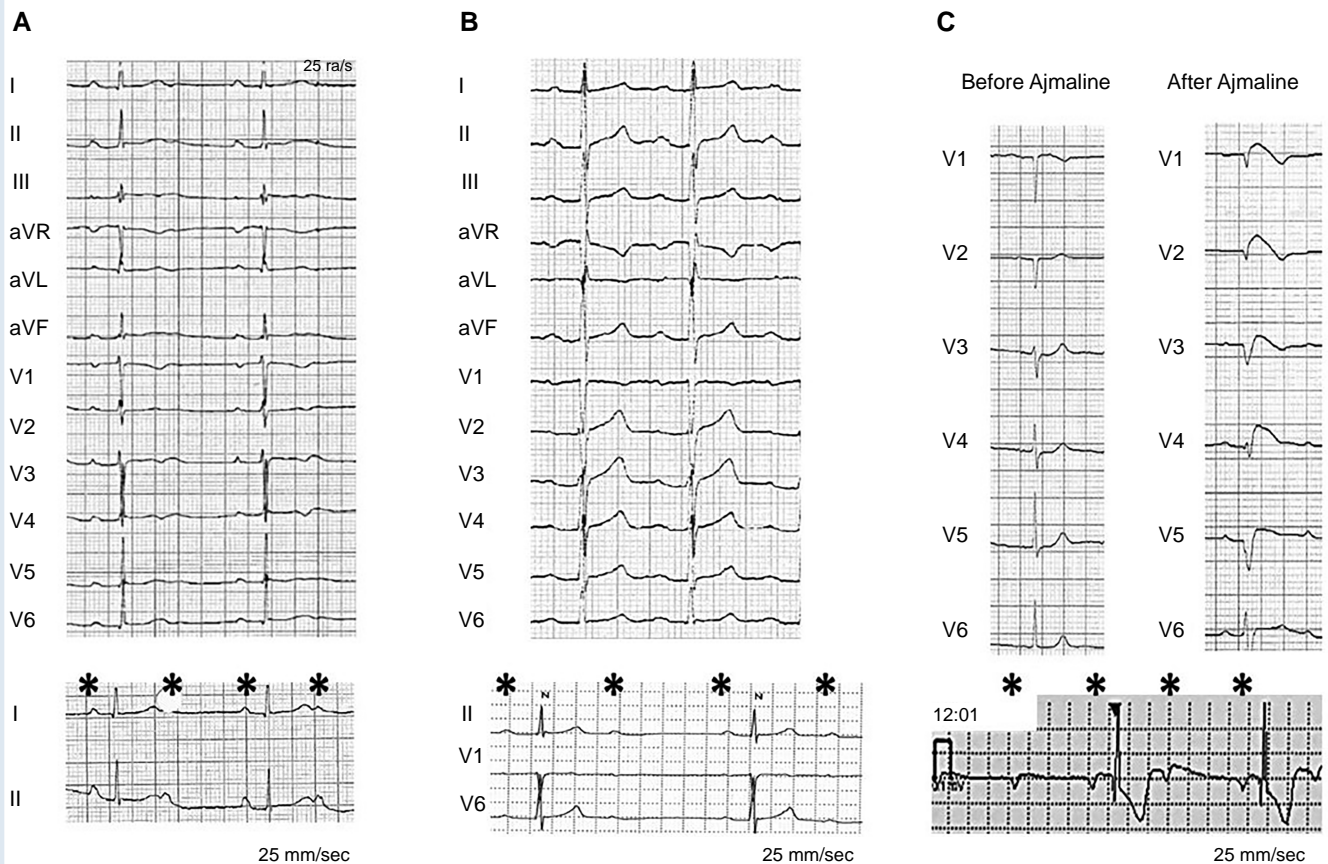 A
25 ra/s
I
II
III
aVR
aVL
aVF
V1
V2
V3
V4
V5
V6
* * * *
I
II
25 mm/sec
B
I
II
III
aVR
aVL
aVF
V1
V2
V3
V4
V5
V6
* * * *
N N
II
V1
V6
25 mm/sec
C
Before Ajmaline After Ajmaline
V1 V1
V2 V2
V3 V3
V4 V4
V5 V5
V6 V6
* * * *
12:01
25 mm/sec